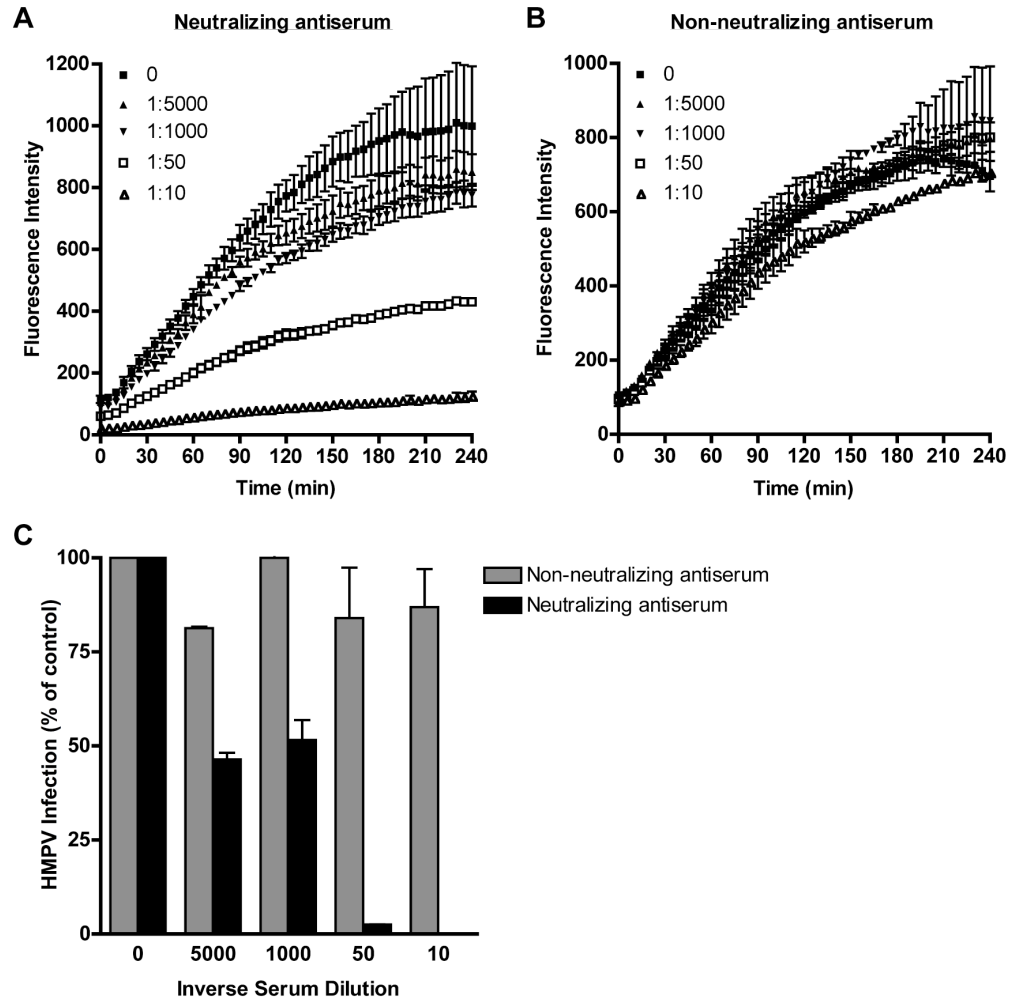 A
Neutralizing antiserum
Fluorescence Intensity
1200
1000
800
600
400
200
0
0
1:5000
1:1000
1:50
1:10
0 30 60 90 120 150 180 210 240
Time (min)
B
Non-neutralizing antiserum
Fluorescence Intensity
1000
800
600
400
200
0
0
1:5000
1:1000
1:50
1:10
0 30 60 90 120 150 180 210 240
Time (min)
C
HMPV Infection (% of control)
100
75
50
25
0
0 5000 1000 50 10
Inverse Serum Dilution
Non-neutralizing antiserum
Neutralizing antiserum